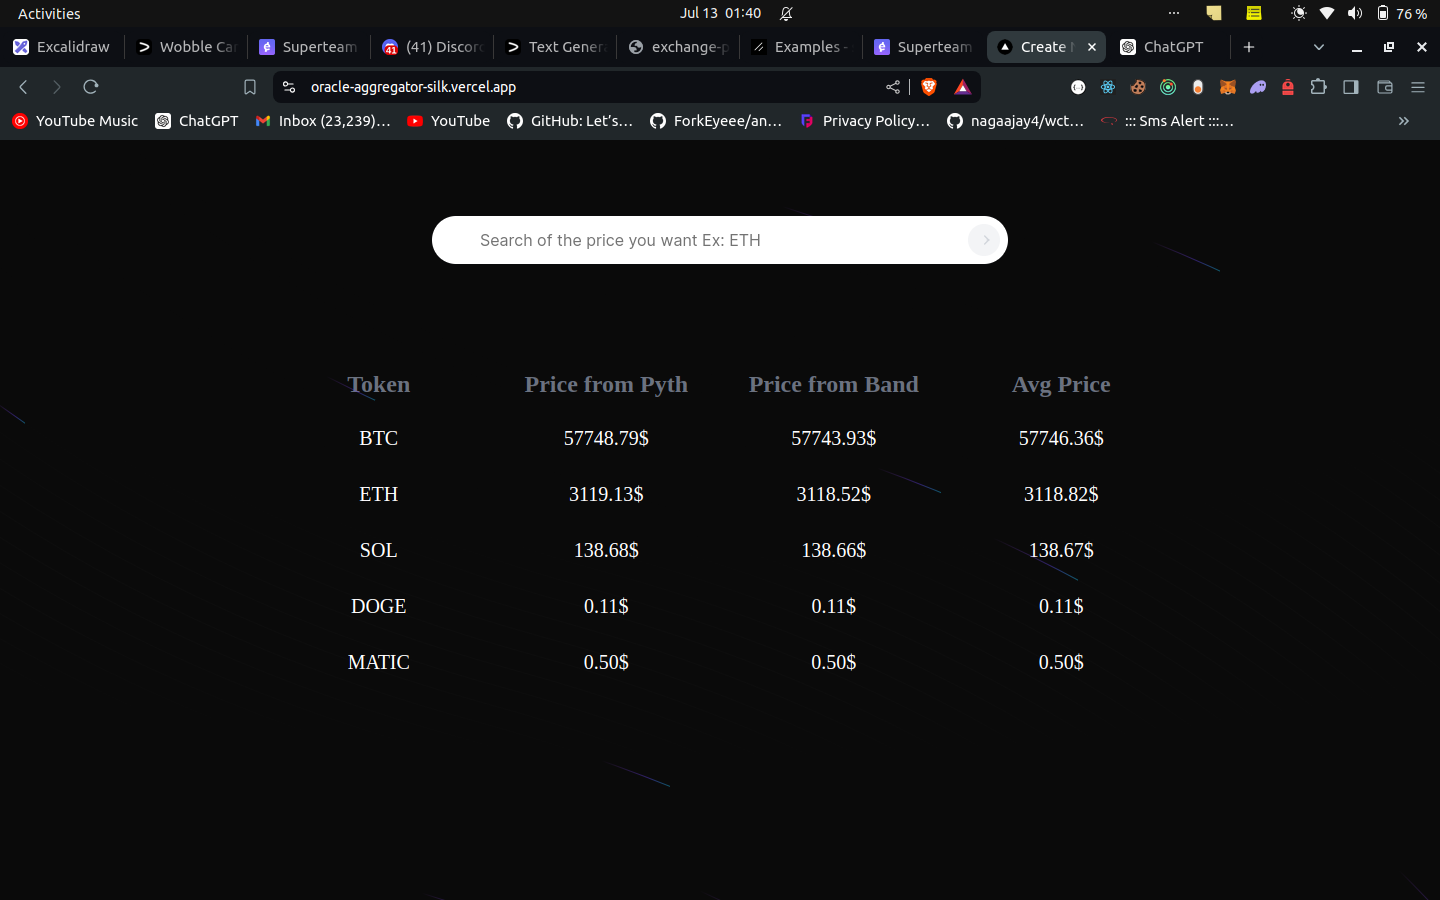 Activities
Jul 13 01:40
76 %
Excalidraw
Wobble Car
Superteam
(41) Discord
Text Genera
exchange-p
Examples -
Superteam
Create N
ChatGPT
oracle-aggregator-silk.vercel.app
YouTube Music
ChatGPT
Inbox (23,239)...
YouTube
GitHub: Let's...
ForkEyeee/an...
Privacy Policy...
nagaajay4/wct...
::: Sms Alert :::...
Search of the price you want Ex: ETH
Token Price from Pyth Price from Band Avg Price
BTC 57748.79$ 57743.93$ 57746.36$
ETH 3119.13$ 3118.52$ 3118.82$
SOL 138.68$ 138.66$ 138.67$
DOGE 0.11$ 0.11$ 0.11$
MATIC 0.50$ 0.50$ 0.50$